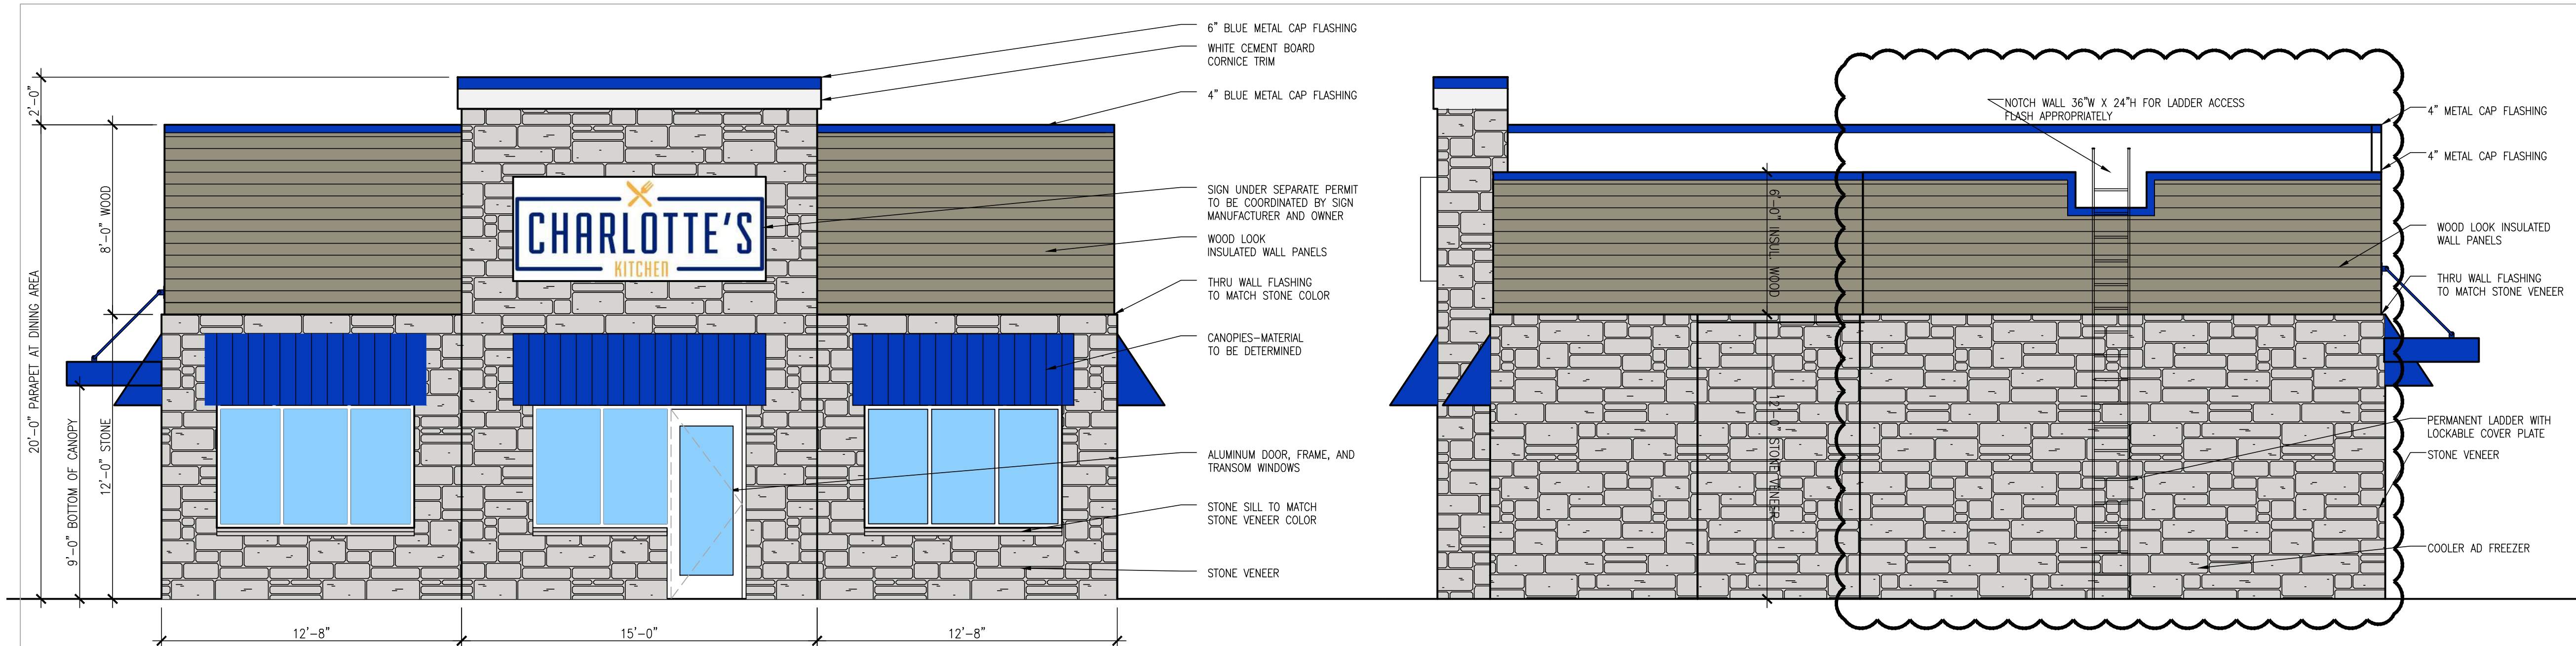 2'-0"
20'-0" PARAPET AT DINING AREA
8'-0" WOOD
12'-0" STONE
9'-0" BOTTOM OF CANOPY
CHARLOTTE'S
KITCHEN
12'-8"
15'-0"
12'-8"
6" BLUE METAL CAP FLASHING
WHITE CEMENT BOARD
CORNICE TRIM
4" BLUE METAL CAP FLASHING
SIGN UNDER SEPARATE PERMIT
TO BE COORDINATED BY SIGN
MANUFACTURER AND OWNER
WOOD LOOK
INSULATED WALL PANELS
THRU WALL FLASHING
TO MATCH STONE COLOR
CANOPIES-MATERIAL
TO BE DETERMINED
ALUMINUM DOOR, FRAME, AND
TRANSOM WINDOWS
STONE SILL TO MATCH
STONE VENEER COLOR
STONE VENEER
6'-0" INSUL. WOOD
12'-0" STONE VENEER
NOTCH WALL 36"W X 24"H FOR LADDER ACCESS
FLASH APPROPRIATELY
4" METAL CAP FLASHING
4" METAL CAP FLASHING
WOOD LOOK INSULATED
WALL PANELS
THRU WALL FLASHING
TO MATCH STONE VENEER
PERMANENT LADDER WITH
LOCKABLE COVER PLATE
STONE VENEER
COOLER AD FREEZER